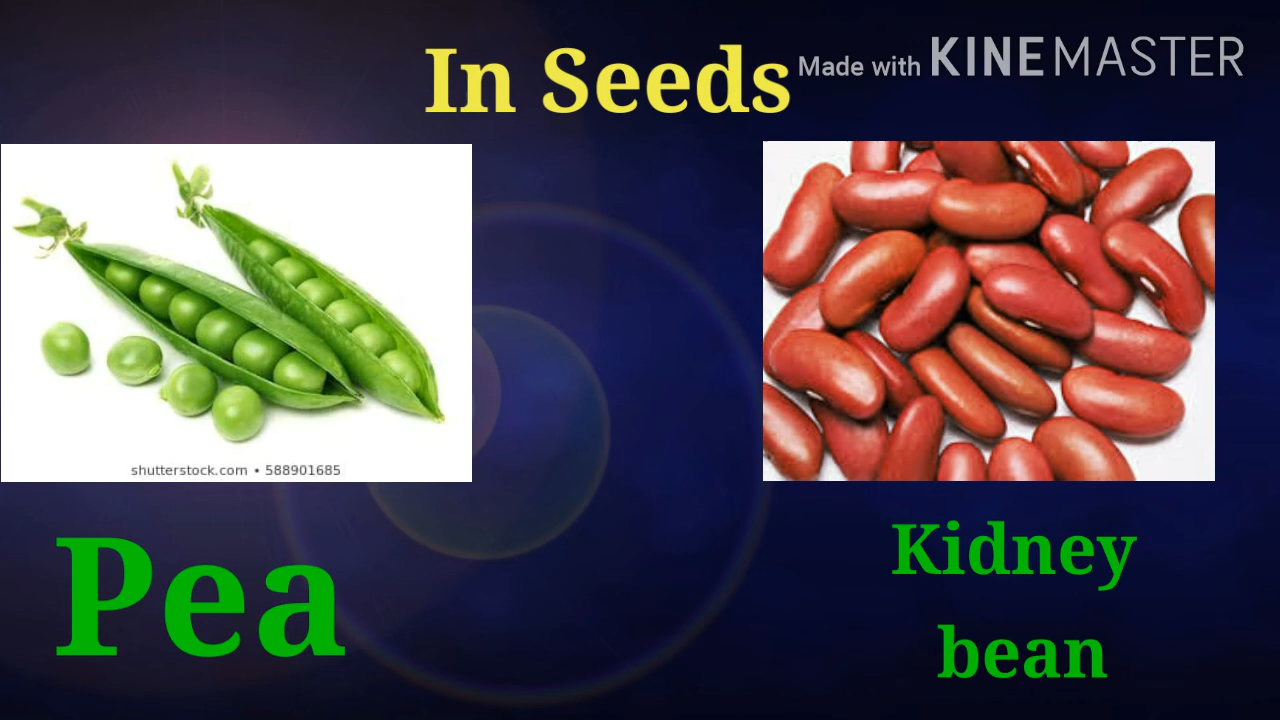 In Seeds
Made with KINEMASTER
shutterstock.com • 588901685
Pea
Kidney
bean